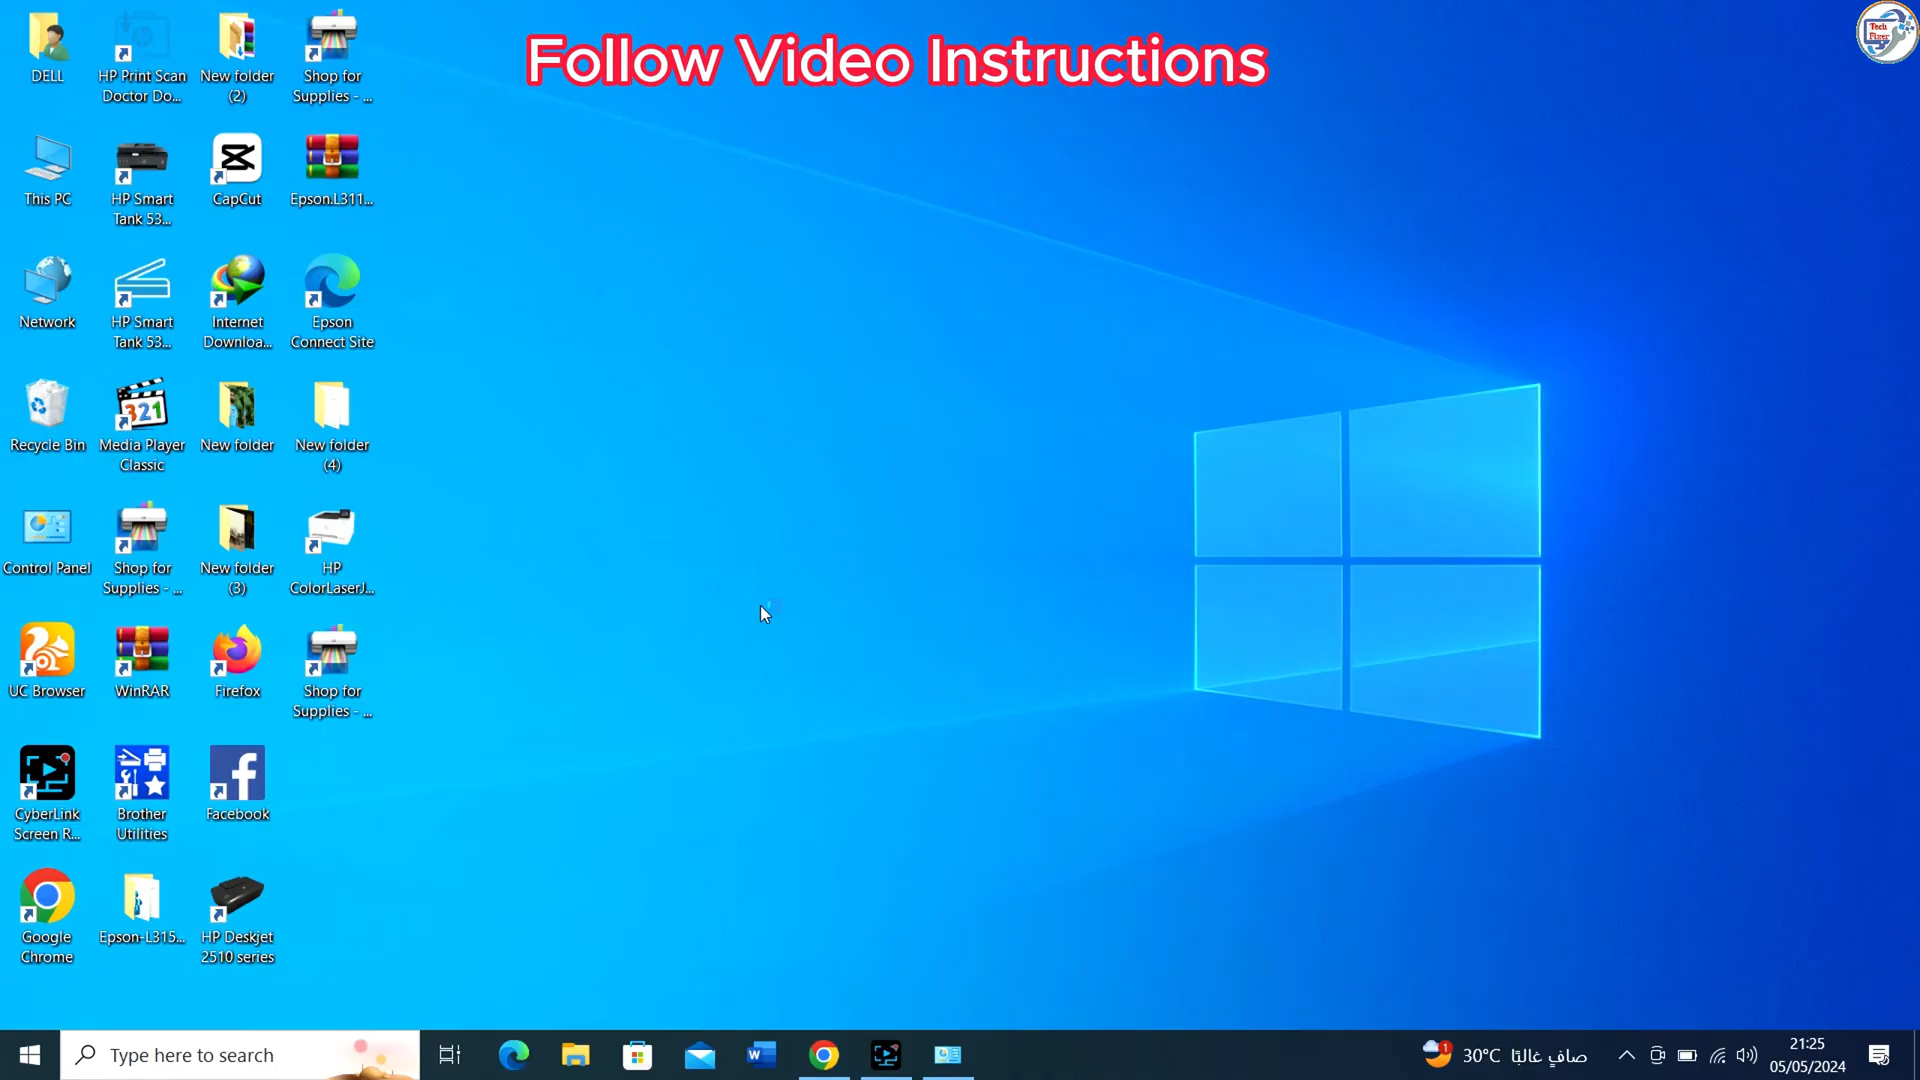 Follow Video Instructions
Tech
Fixer
DELL
HP Print Scan
Doctor Do...
New folder
(2)
Shop for
Supplies - ...
This PC
HP Smart
Tank 53...
CapCut
Epson.L311...
Network
HP Smart
Tank 53...
Internet
Downloa...
Epson
Connect Site
Recycle Bin
321
Media Player
Classic
New folder
New folder
(4)
Control Panel
Shop for
Supplies - ...
New folder
(3)
HP
ColorLaserJ...
UC Browser
WinRAR
Firefox
Shop for
Supplies - ...
CyberLink
Screen R...
Brother
Utilities
Facebook
Google
Chrome
Epson-L315...
HP Deskjet
2510 series
Type here to search
1
30°C صافٍ غالبًا
21:25
05/05/2024